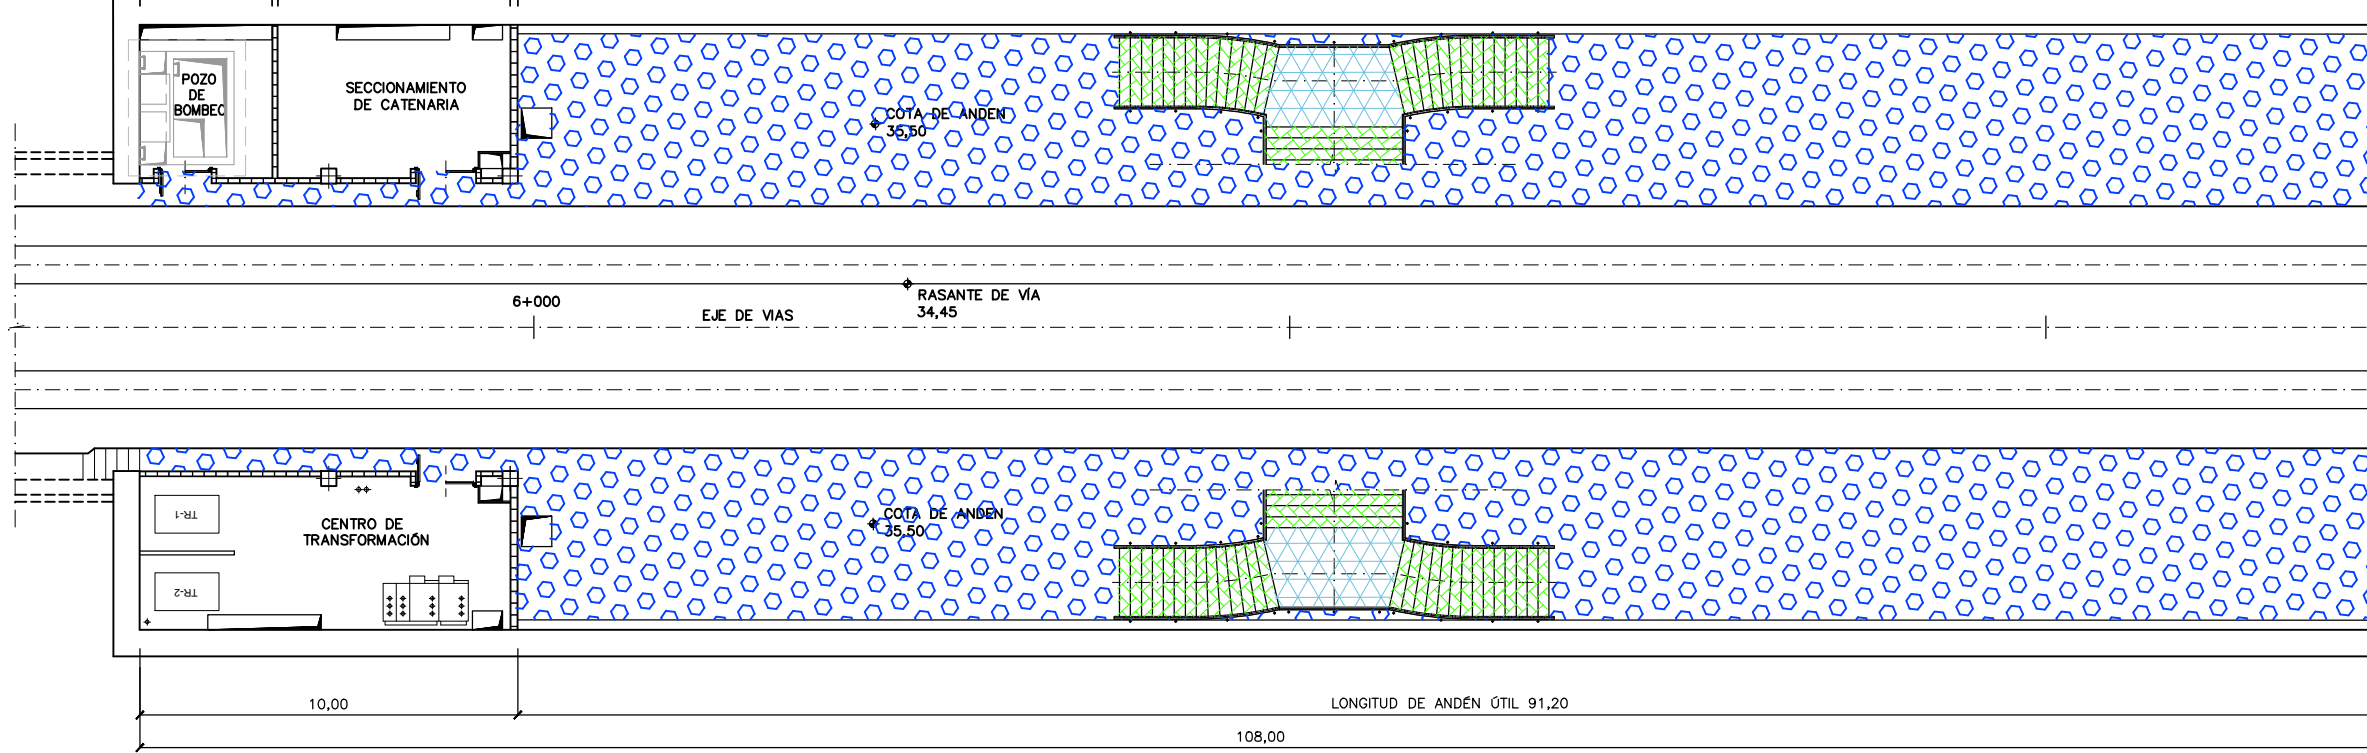 POZO
DE
BOMBEO
SECCIONAMIENTO
DE CATENARIA
COTA DE ANDEN
35,50
6+000
EJE DE VIAS
RASANTE DE VÍA
34,45
TR-1
TR-2
CENTRO DE
TRANSFORMACIÓN
COTA DE ANDEN
35,50
10,00
LONGITUD DE ANDÉN ÚTIL 91,20
108,00